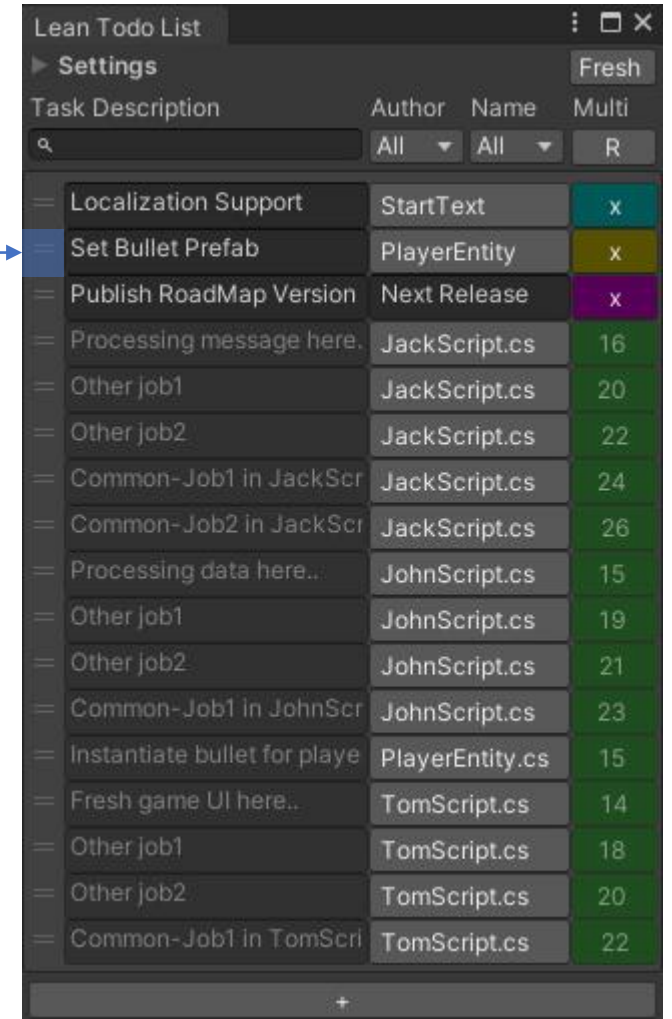 Lean Todo List
Settings Fresh
Task Description Author Name Multi
All All R
Localization Support StartText x
Set Bullet Prefab PlayerEntity x
Publish RoadMap Version Next Release x
Processing message here. JackScript.cs 16
Other job1 JackScript.cs 20
Other job2 JackScript.cs 22
Common-Job1 in JackScr JackScript.cs 24
Common-Job2 in JackScr JackScript.cs 26
Processing data here.. JohnScript.cs 15
Other job1 JohnScript.cs 19
Other job2 JohnScript.cs 21
Common-Job1 in JohnScr JohnScript.cs 23
Instantiate bullet for playe PlayerEntity.cs 15
Fresh game UI here.. TomScript.cs 14
Other job1 TomScript.cs 18
Other job2 TomScript.cs 20
Common-Job1 in TomScri TomScript.cs 22
+